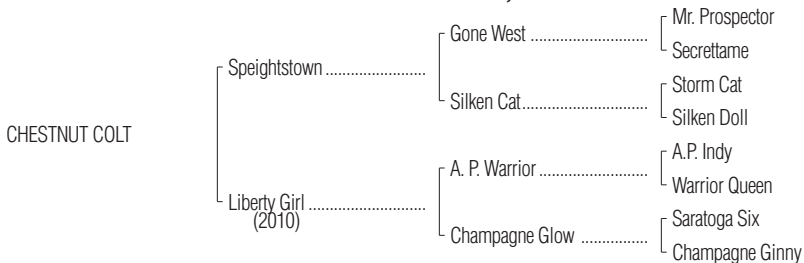 Mr. Prospector
Gone West ..................
Secrettame
Speightstown .........................
Storm Cat
Silken Cat......................
Silken Doll
CHESTNUT COLT
A.P. Indy
A. P. Warrior ...................
Warrior Queen
Liberty Girl .............................
(2010)
Saratoga Six
Champagne Glow ................
Champagne Ginny